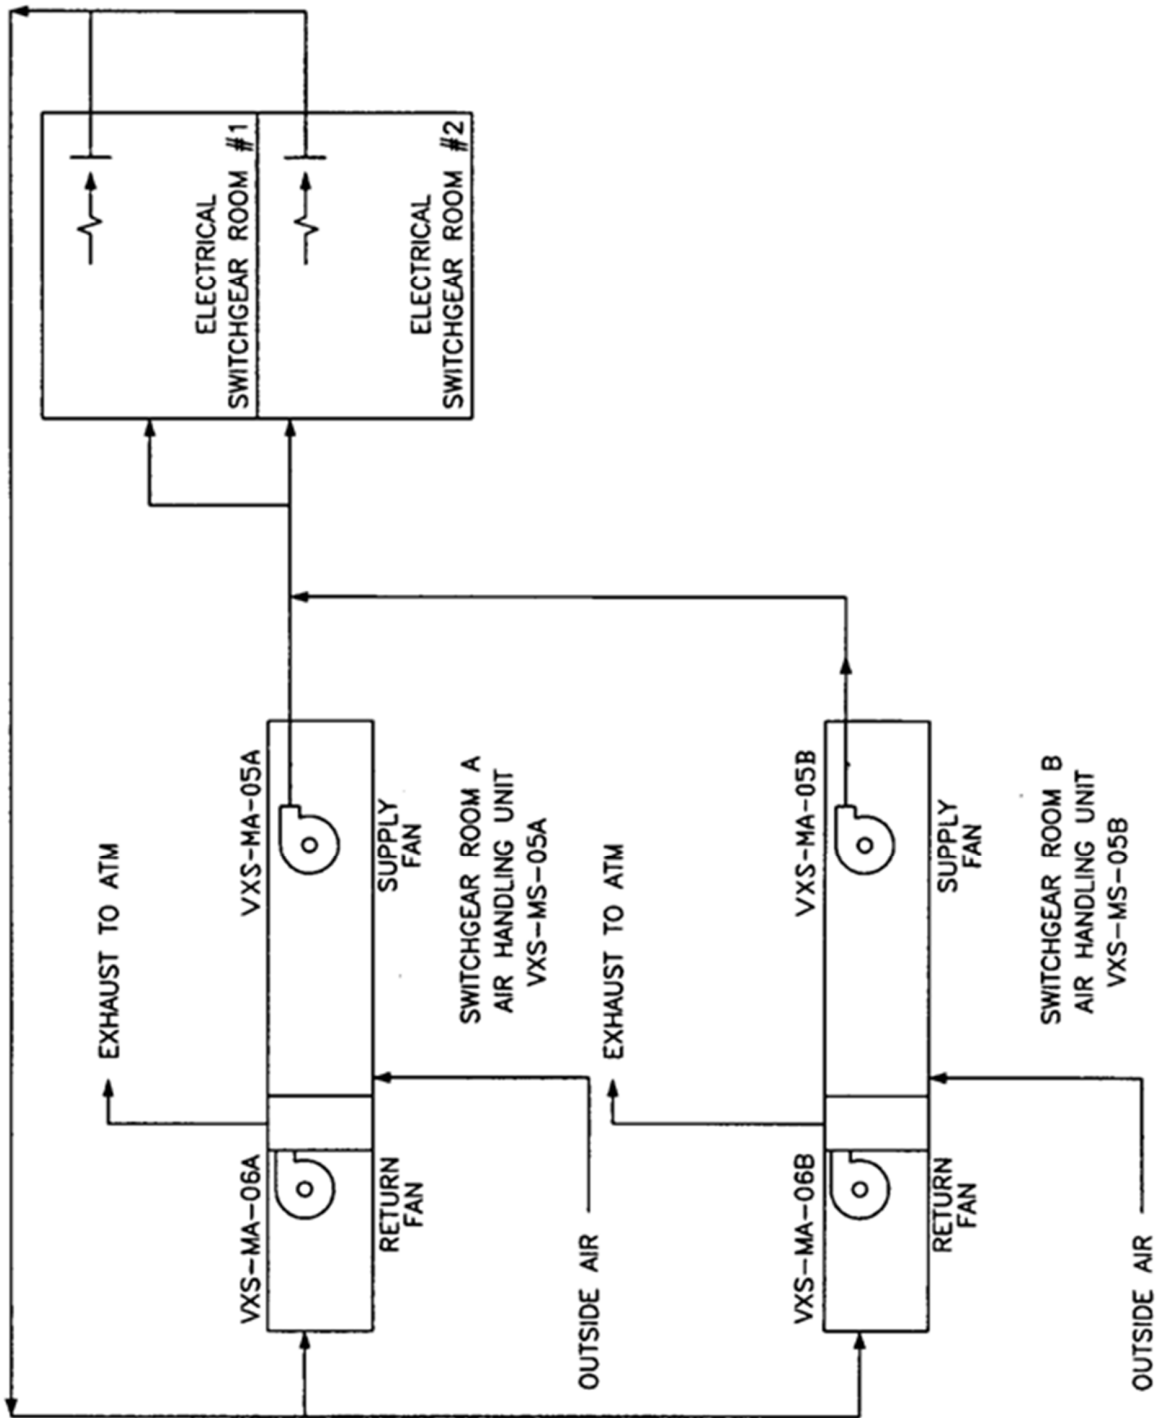 ELECTRICAL
SWITCHGEAR ROOM #1
ELECTRICAL
SWITCHGEAR ROOM #2
EXHAUST TO ATM
VXS-MA-06A
VXS-MA-05A
RETURN
FAN
SUPPLY
FAN
SWITCHGEAR ROOM A
AIR HANDLING UNIT
VXS-MS-05A
OUTSIDE AIR
EXHAUST TO ATM
VXS-MA-06B
VXS-MA-05B
RETURN
FAN
SUPPLY
FAN
SWITCHGEAR ROOM B
AIR HANDLING UNIT
VXS-MS-05B
OUTSIDE AIR